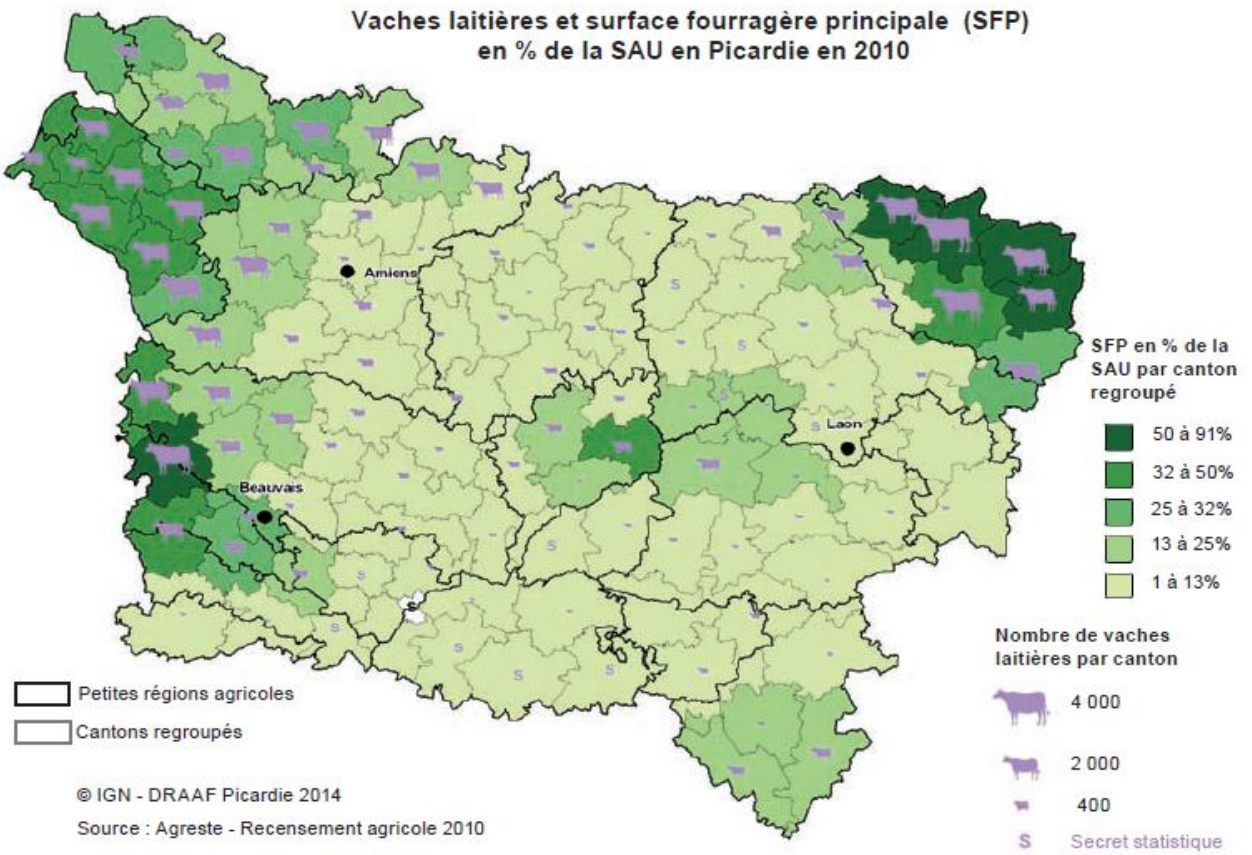 Vaches laitières et surface fourragère principale (SFP)
en % de la SAU en Picardie en 2010
Amiens
S
S
S
S
Laon
Beauvais
S
S
S
S
S
S
S
SFP en % de la
SAU par canton
regroupé
50 à 91%
32 à 50%
25 à 32%
13 à 25%
1 à 13%
Nombre de vaches
laitières par canton
4 000
2 000
400
S Secret statistique
Petites régions agricoles
Cantons regroupés
© IGN - DRAAF Picardie 2014
Source : Agreste - Recensement agricole 2010